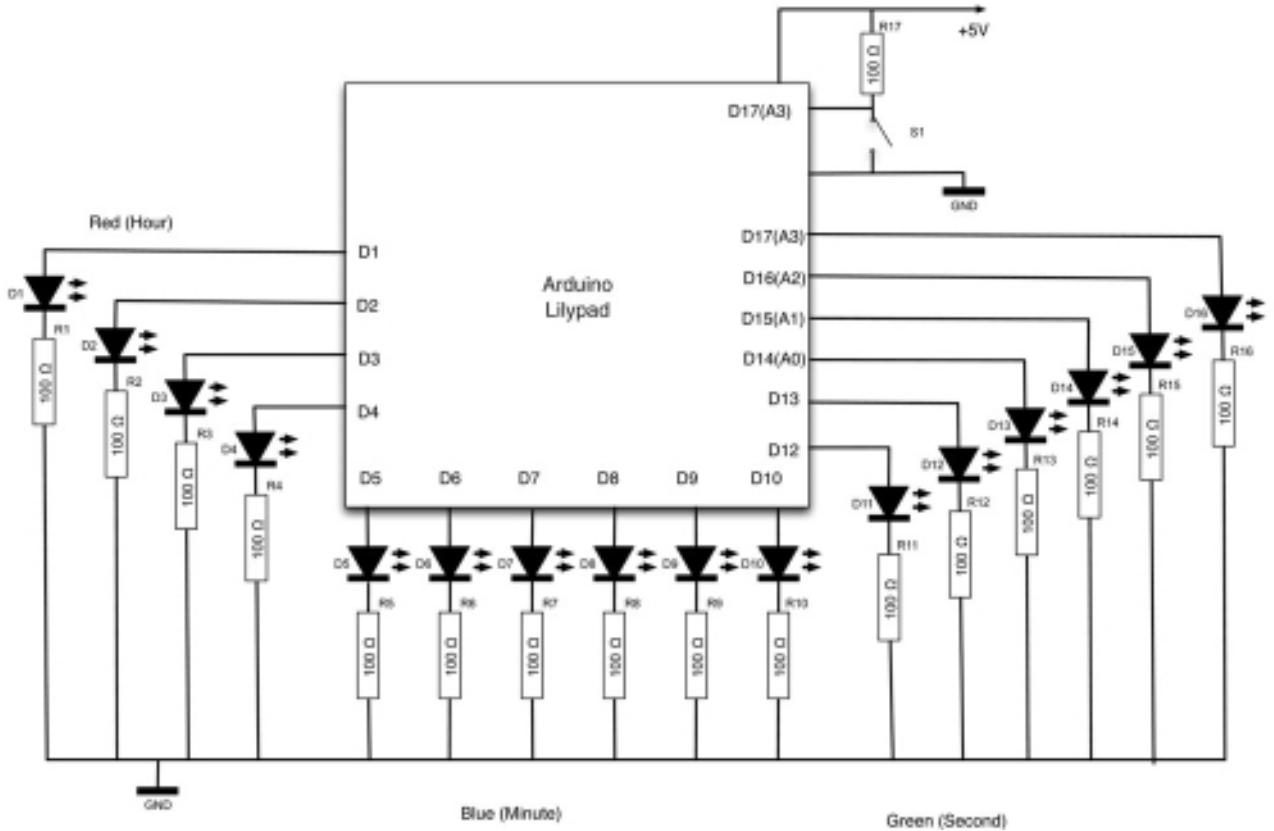 R17
+5V
100 Ω
D17(A3)
S1
GND
Red (Hour)
D17(A3)
D1
Arduino
Lilypad
D16(A2)
D1
D2
D15(A1)
D16
R1
D2
D3
D14(A0)
D15
R16
100 Ω
R2
D3
D4
D13
D14
R15
100 Ω
100 Ω
R3
D4
D12
D13
R14
100 Ω
100 Ω
R4
D5
D6
D7
D8
D9
D10
D12
R13
100 Ω
100 Ω
D11
R12
100 Ω
100 Ω
R11
100 Ω
D5
D6
D7
D8
D9
D10
R5
R6
R7
R8
R9
R10
100 Ω
100 Ω
100 Ω
100 Ω
100 Ω
100 Ω
100 Ω
GND
Blue (Minute)
Green (Second)